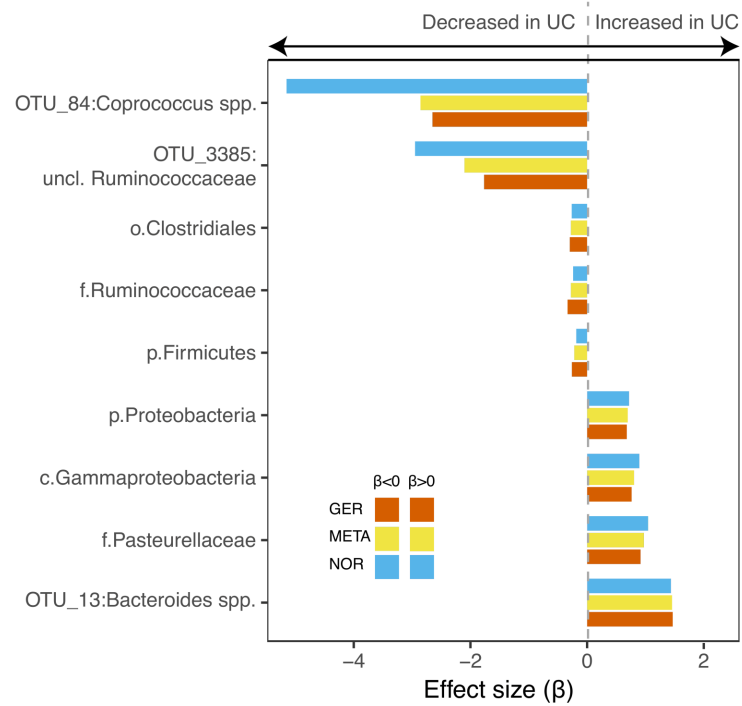 Decreased in UC Increased in UC
OTU_84:Coprococcus spp.
OTU_3385:
uncl. Ruminococcaceae
o.Clostridiales
f.Ruminococcaceae
p.Firmicutes
p.Proteobacteria
c.Gammaproteobacteria
f.Pasteurellaceae
OTU_13:Bacteroides spp.
β<0 β>0
GER
META
NOR
−4 −2 0 2
Effect size (β)